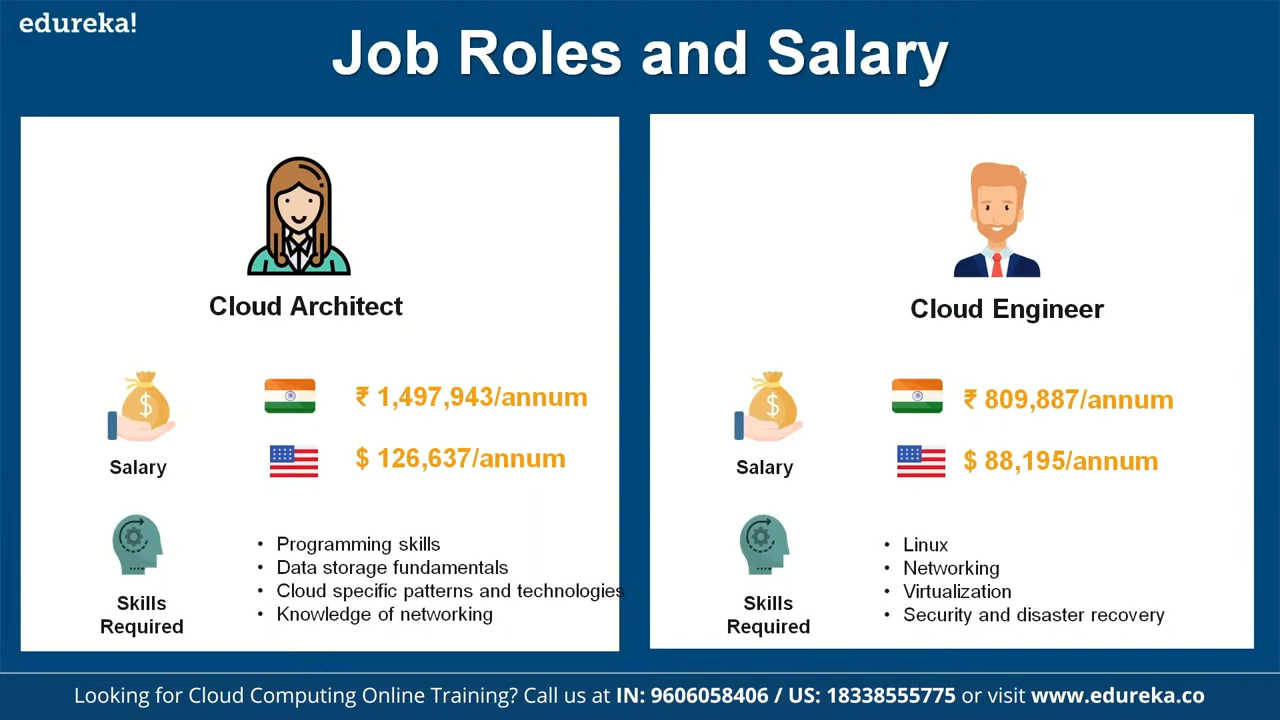 edureka!
Job Roles and Salary
Cloud Architect
$
Salary
₹ 1,497,943/annum
$ 126,637/annum
Skills
Required
• Programming skills
• Data storage fundamentals
• Cloud specific patterns and technologies
• Knowledge of networking
Cloud Engineer
$
Salary
₹ 809,887/annum
$ 88,195/annum
Skills
Required
• Linux
• Networking
• Virtualization
• Security and disaster recovery
Looking for Cloud Computing Online Training? Call us at IN: 9606058406 / US: 18338555775 or visit www.edureka.co